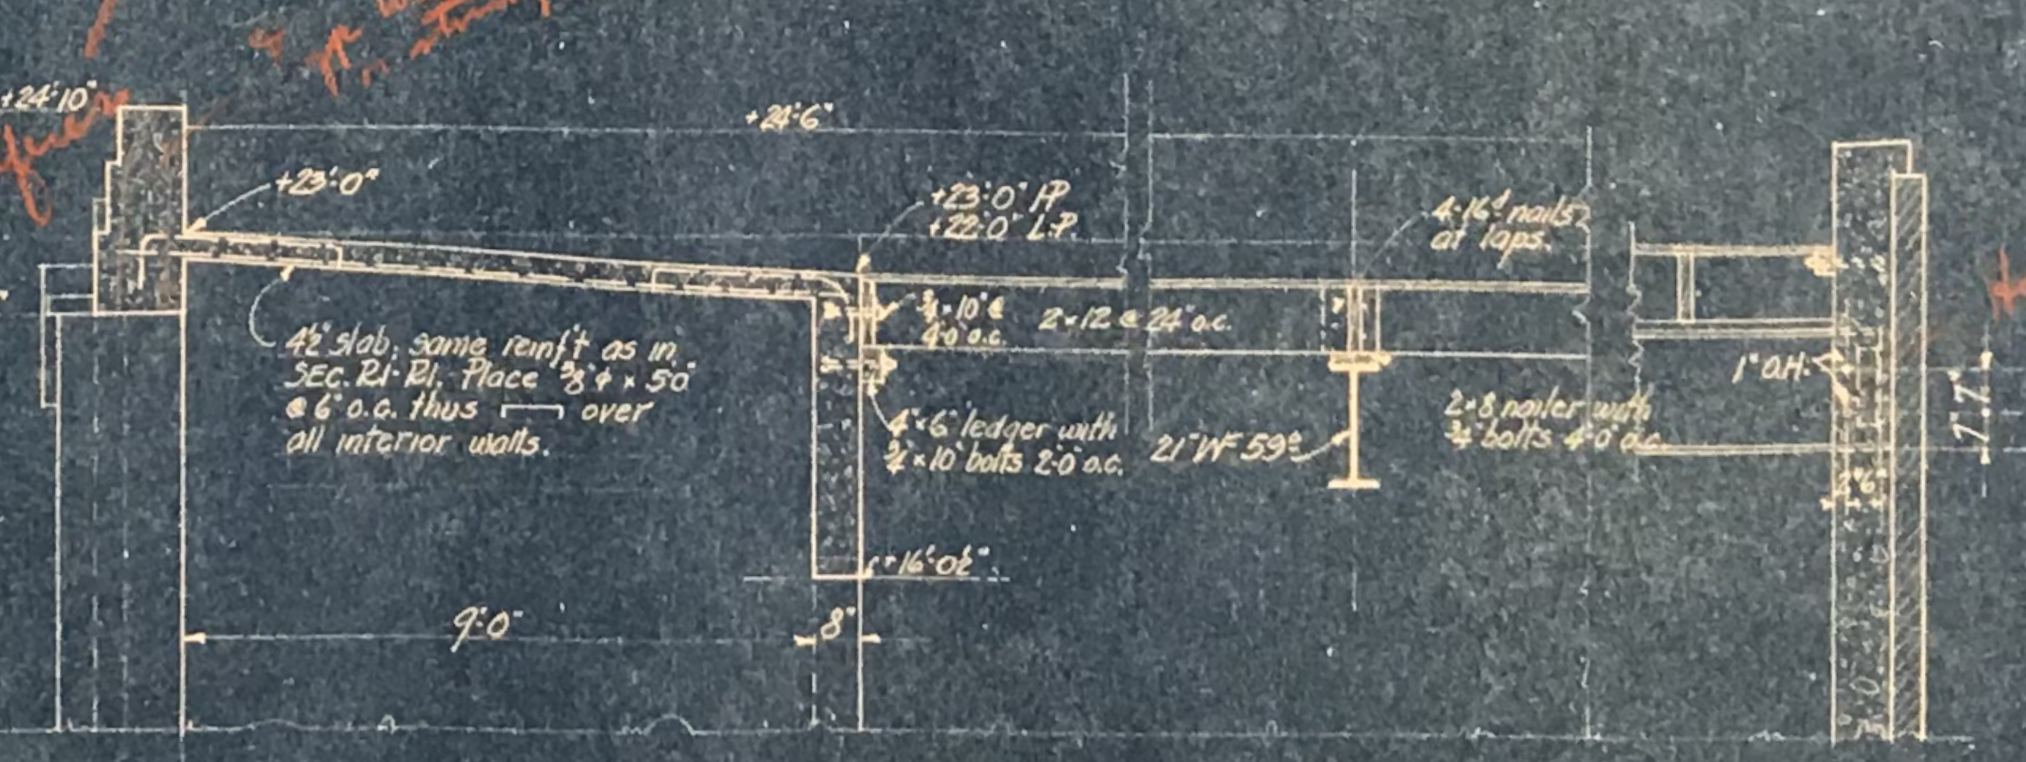 +24'-10"
+24'-6"
+23'-0"
+23'-0" H.P.
+22'-0" L.P.
4-16d nails
at laps.
¾" x 10" @
4'-0" o.c.
2 x 12 @ 24" o.c.
4½" slab, same reinf't as in
SEC. R1-R1. Place ⅜"φ x 5'-0"
@ 6" o.c. thus over
all interior walls.
4" x 6" ledger with
¾" x 10" bolts 2'-0" o.c.
21" WF 59#
2 x 8 nailer with
¾" bolts 4'-0" o.c.
1" O.H.
7'-7"
+16'-0½"
9'-0"
8"